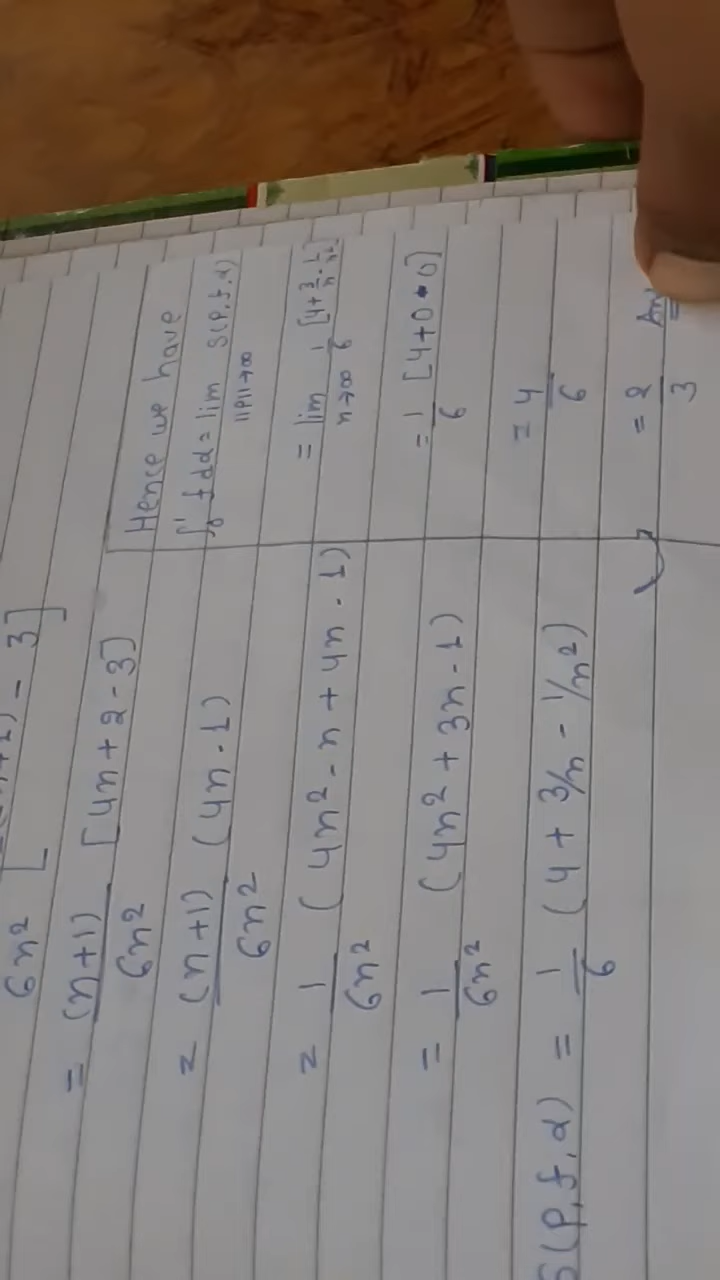 6n² [ - 3]
= (n+1)/6n² [4n + 2 - 3]
= (n+1)/6n² (4n - 1)
= 1/6n² (4n² - n + 4n - 1)
= 1/6n² (4n² + 3n - 1)
S(P, f, α) = 1/6 (4 + 3/n - 1/n²)
Hence we have
∫₀¹ f dα = lim S(P, f, α)
||P|| → ∞
= lim 1/6 [4 + 3/n - 1/n²]
n → ∞
= 1/6 [4 + 0 - 0]
= 4/6
= 2/3 Ans